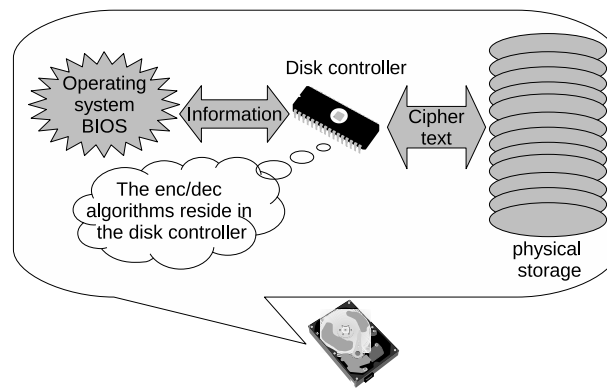 Disk controller
Operating
system
BIOS
Information
Cipher
text
The enc/dec
algorithms reside in
the disk controller
physical
storage